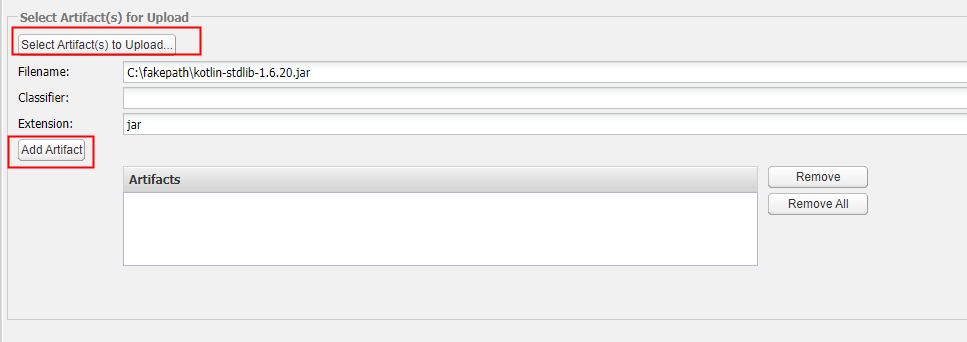 Select Artifact(s) for Upload
Select Artifact(s) to Upload...
Filename: C:\fakepath\kotlin-stdlib-1.6.20.jar
Classifier:
Extension: jar
Add Artifact
Artifacts
Remove
Remove All